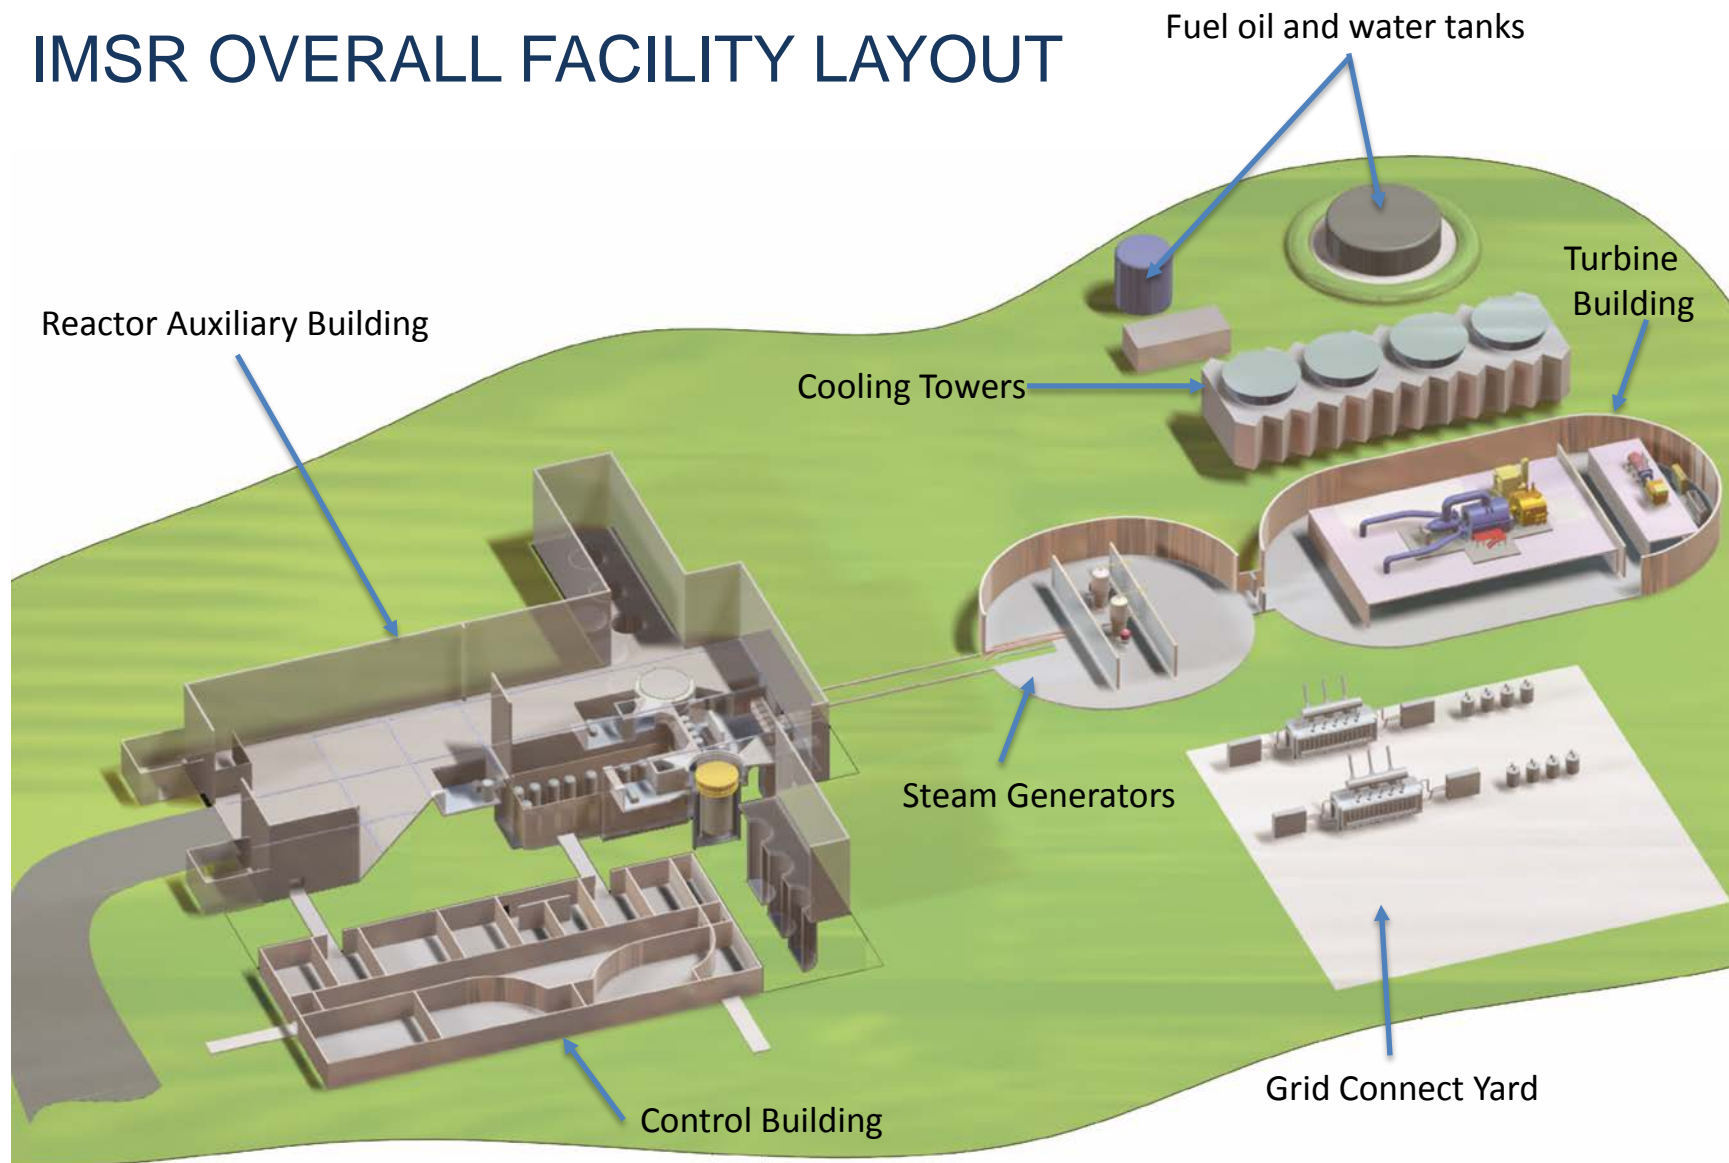 IMSR OVERALL FACILITY LAYOUT
Fuel oil and water tanks
Turbine
Building
Reactor Auxiliary Building
Cooling Towers
Steam Generators
Grid Connect Yard
Control Building